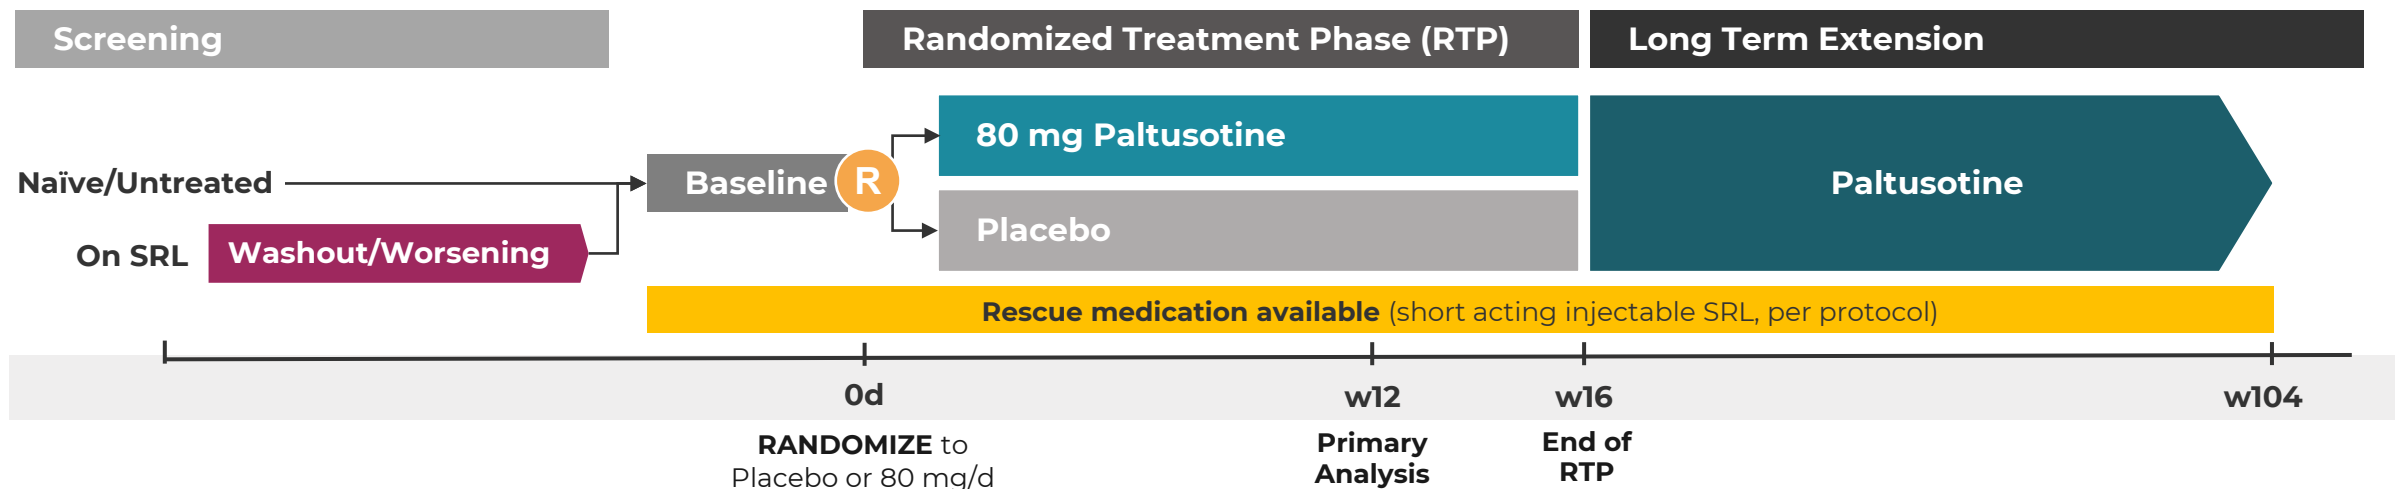 Screening
Randomized Treatment Phase (RTP)
Long Term Extension
80 mg Paltusotine
Naïve/Untreated
Baseline
R
Paltusotine
Placebo
On SRL
Washout/Worsening
Rescue medication available (short acting injectable SRL, per protocol)
0d
w12
w16
w104
RANDOMIZE to
Placebo or 80 mg/d
Primary
Analysis
End of
RTP